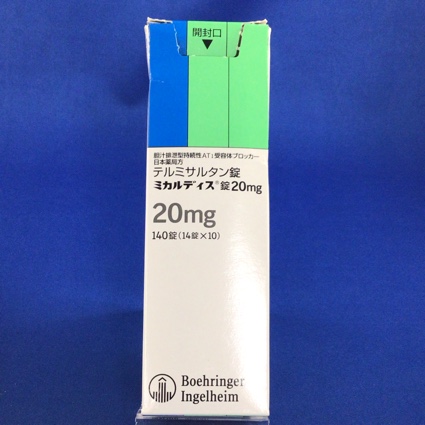 開封口
胆汁排泄型持続性AT₁受容体ブロッカー
日本薬局方
テルミサルタン錠
ミカルディス®錠20mg
20mg
140錠(14錠×10)
Boehringer
Ingelheim